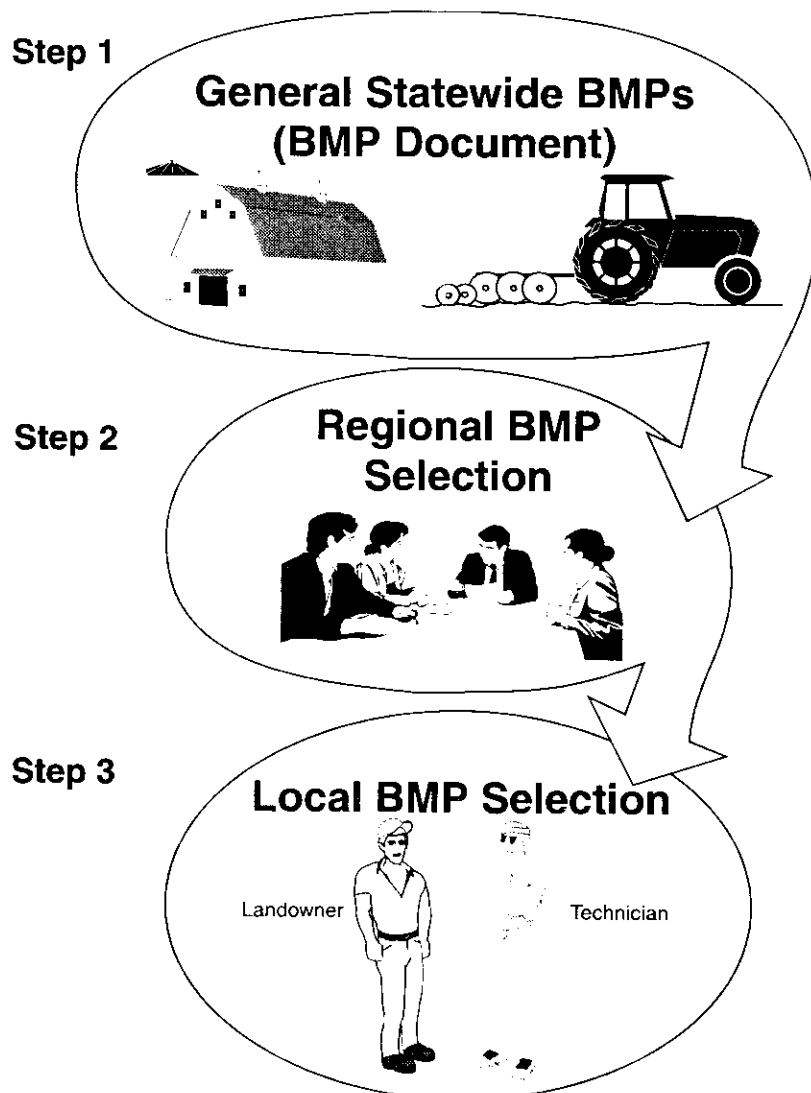 Step 1
General Statewide BMPs
(BMP Document)
Step 2
Regional BMP
Selection
Step 3
Local BMP Selection
Landowner
Technician